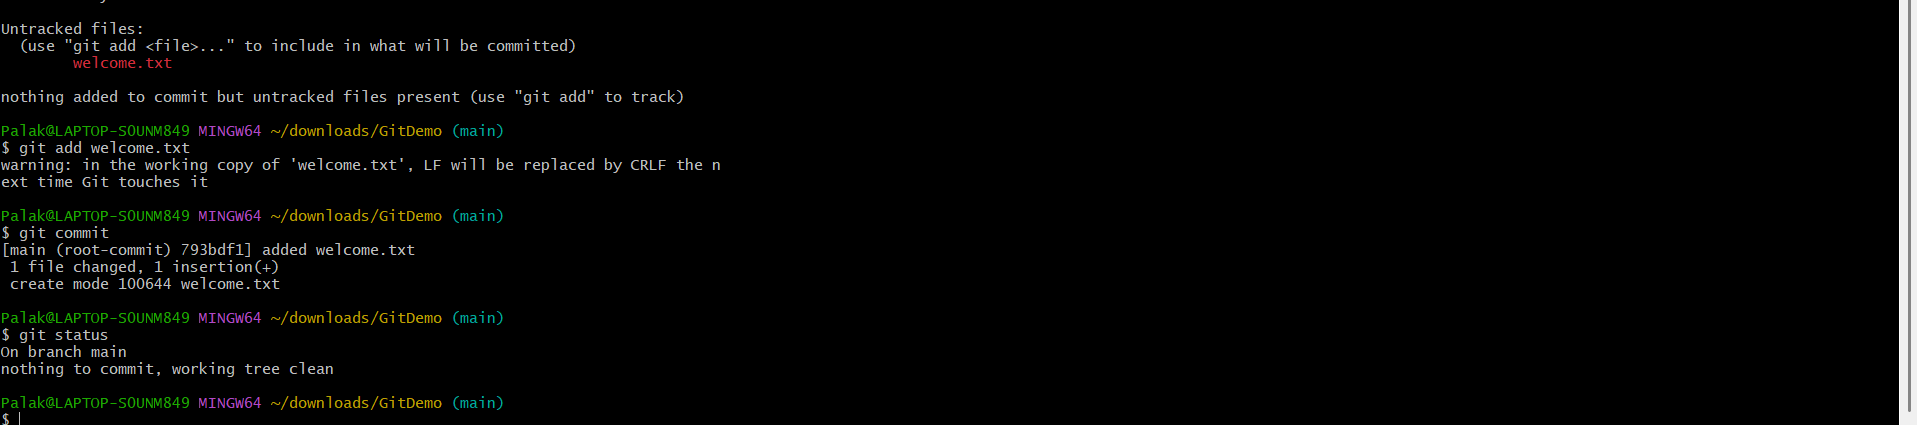 Untracked files:
  (use "git add <file>..." to include in what will be committed)
        welcome.txt
nothing added to commit but untracked files present (use "git add" to track)
Palak@LAPTOP-SOUNM849 MINGW64 ~/downloads/GitDemo (main)
$ git add welcome.txt
warning: in the working copy of 'welcome.txt', LF will be replaced by CRLF the n
ext time Git touches it
Palak@LAPTOP-SOUNM849 MINGW64 ~/downloads/GitDemo (main)
$ git commit
[main (root-commit) 793bdf1] added welcome.txt
 1 file changed, 1 insertion(+)
 create mode 100644 welcome.txt
Palak@LAPTOP-SOUNM849 MINGW64 ~/downloads/GitDemo (main)
$ git status
On branch main
nothing to commit, working tree clean
Palak@LAPTOP-SOUNM849 MINGW64 ~/downloads/GitDemo (main)
$